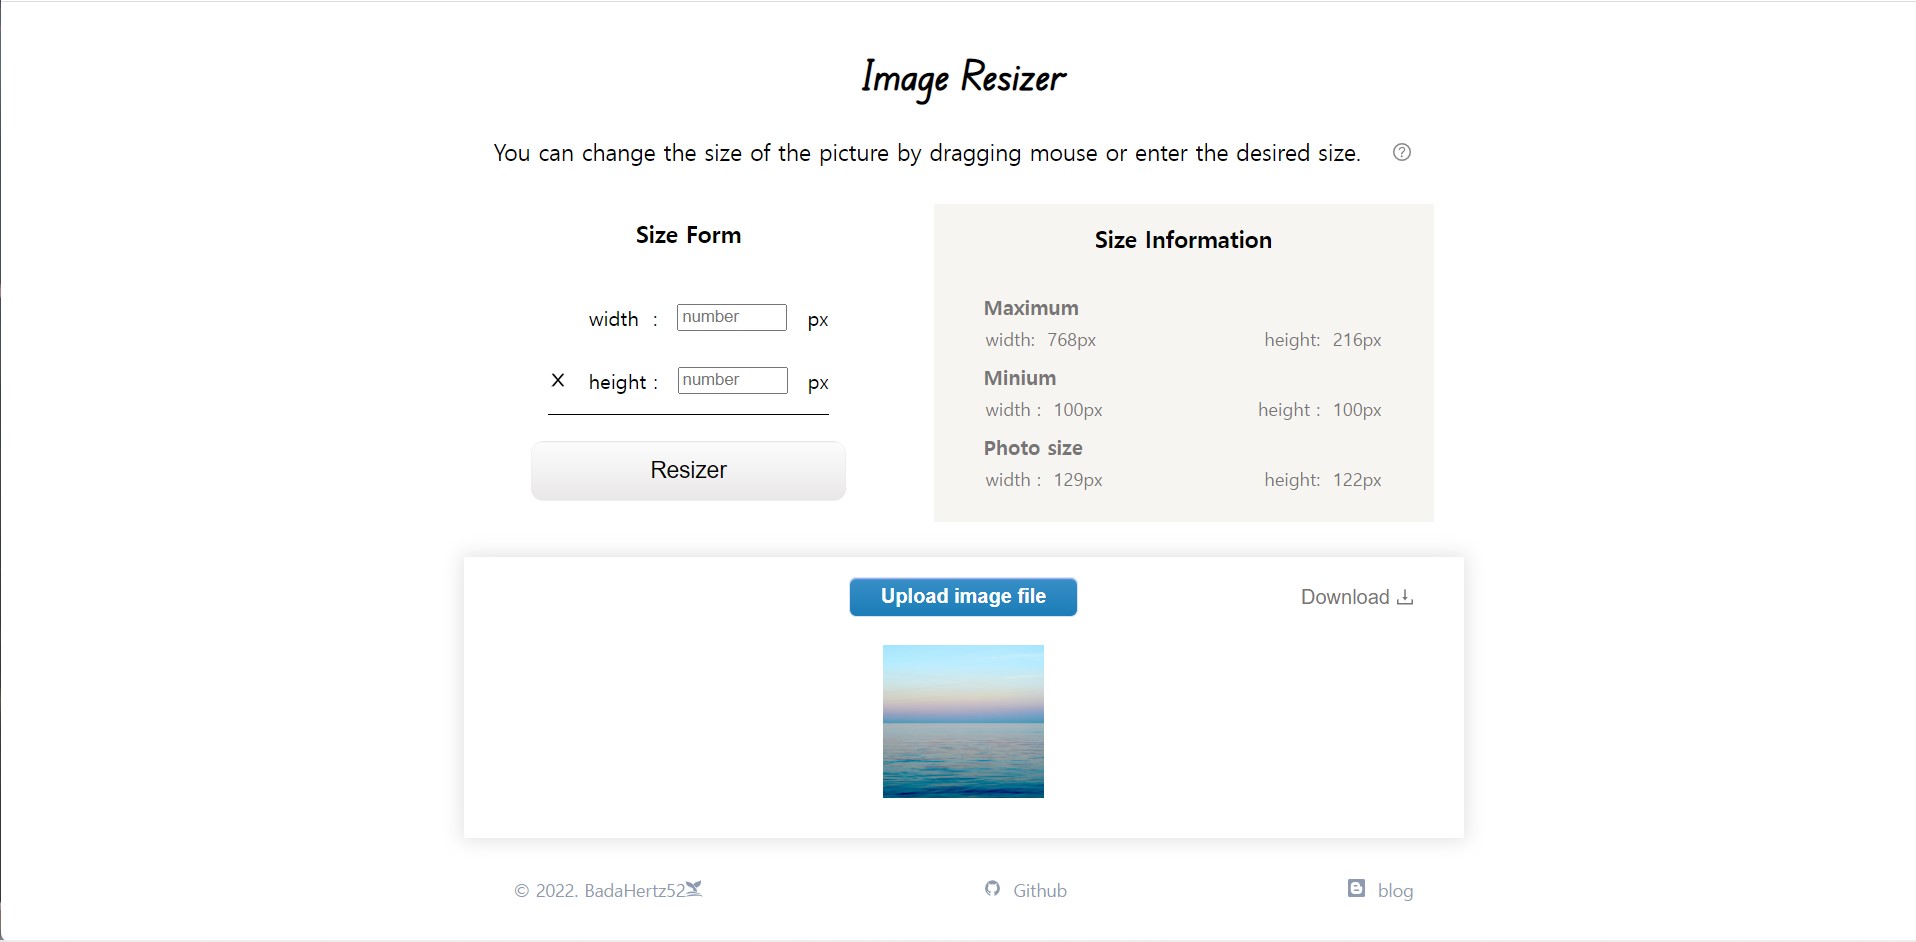 Image Resizer
You can change the size of the picture by dragging mouse or enter the desired size.
Size Form
width : number px
X height : number px
Resizer
Size Information
Maximum
width: 768px height: 216px
Minium
width : 100px height : 100px
Photo size
width : 129px height: 122px
Upload image file
Download
© 2022. BadaHertz52
Github
blog